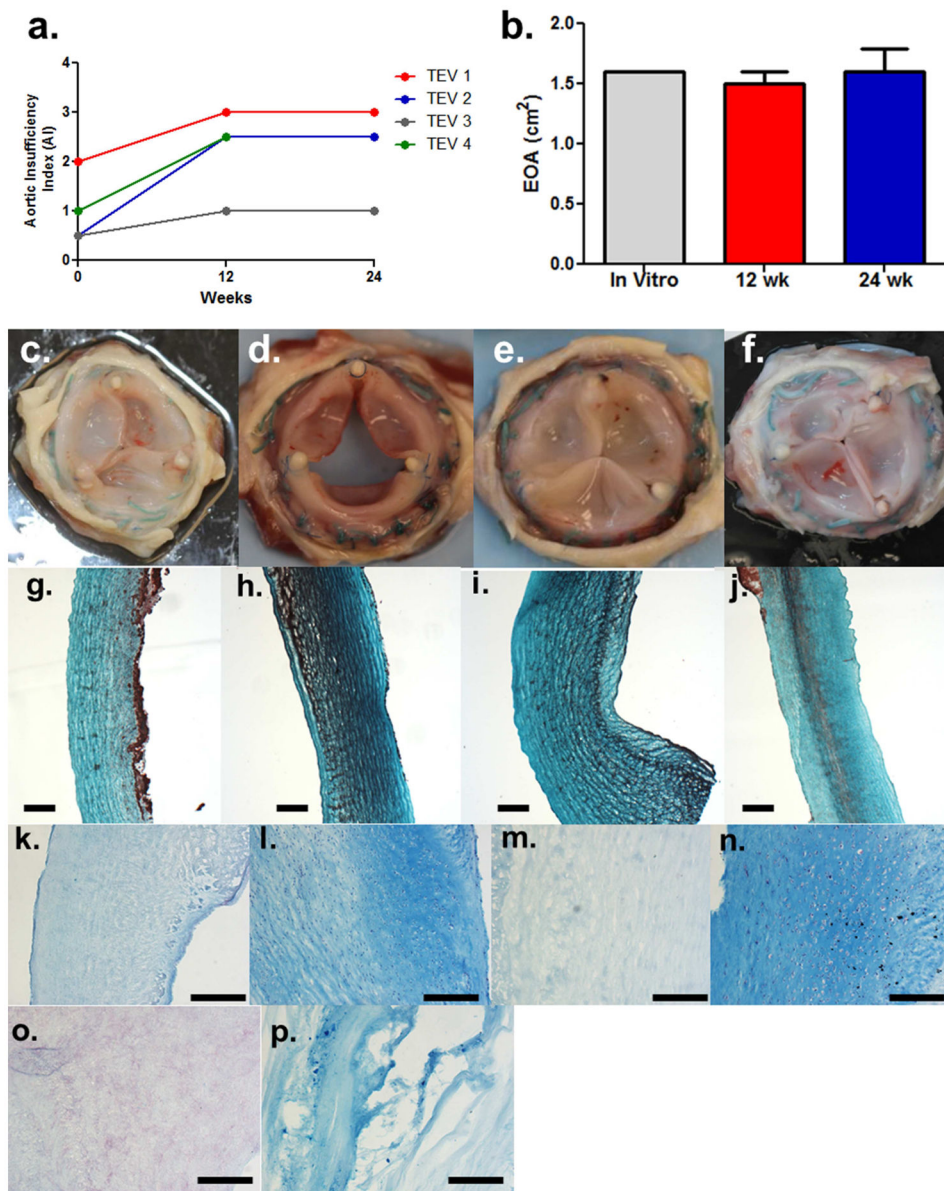 a.
4
3
2
1
0
Aortic Insufficiency
Index (AI)
0
12
24
Weeks
TEV 1
TEV 2
TEV 3
TEV 4
b.
2.0
1.5
1.0
0.5
0.0
EOA (cm²)
In Vitro
12 wk
24 wk
c.
d.
e.
f.
g.
h.
i.
j.
k.
l.
m.
n.
o.
p.